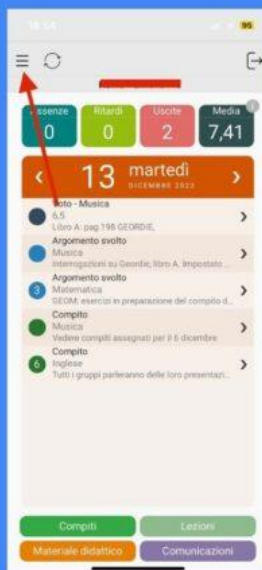 95
Assenze
0
Ritardi
0
Uscite
2
Media
7,41
13 martedì
DICEMBRE 2022
Voto - Musica
6,5
Libro A: pag 198 GEORDIE,
Argomento svolto
Musica
Interrogazioni su Geordie, libro A. Impostato ...
Argomento svolto
3 Matematica
GEOM: esercizi in preparazione del compito d...
Compito
Musica
Vedere compiti assegnati per il 6 dicembre
Compito
6 Inglese
Tutti i gruppi parleranno delle loro presentazi...
Compiti
Lezioni
Materiale didattico
Comunicazioni